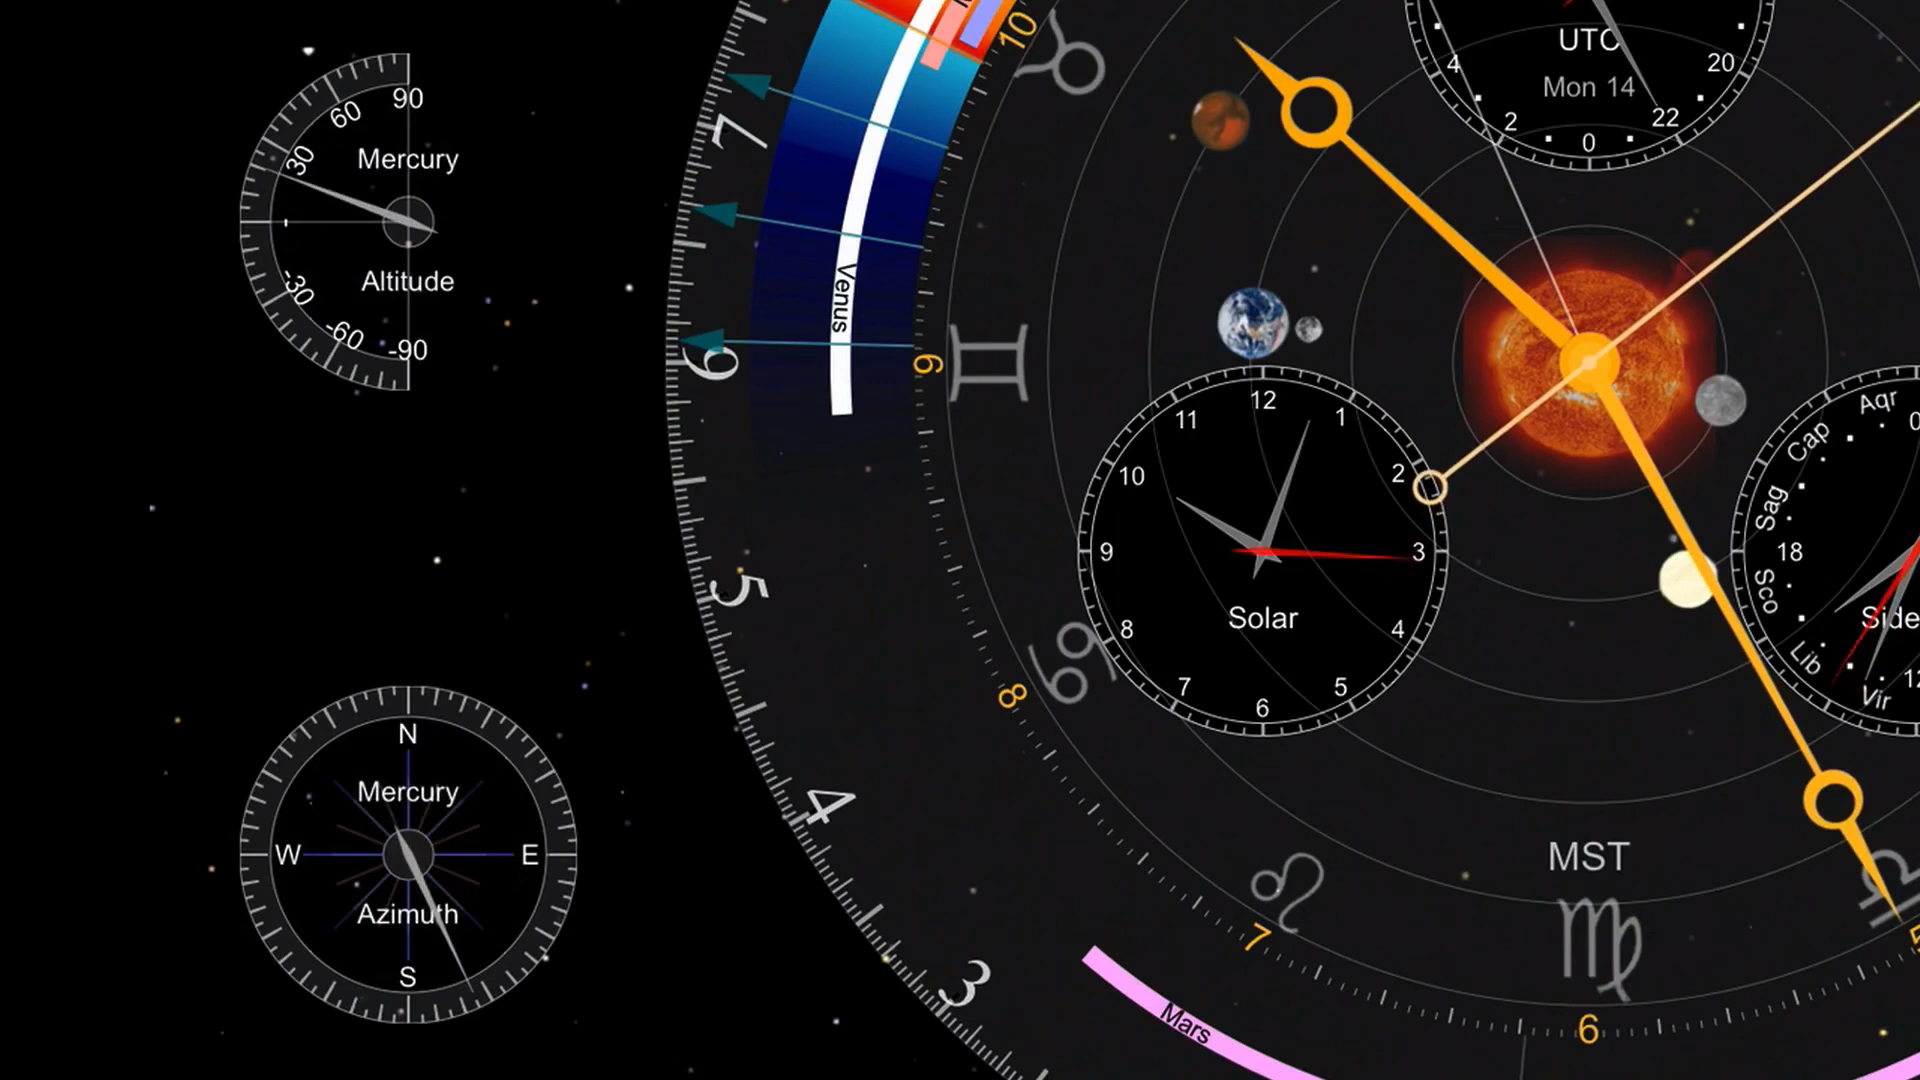 90
60
30
Mercury
-
Altitude
-30
-60
-90
N
Mercury
W
E
Azimuth
S
10
7
Venus
6
9
5
8
4
3
7
6
Mars
MST
UTC
Mon 14
4
2
0
22
20
12
1
2
3
4
5
6
7
8
9
10
11
Solar
Aqr
Cap
Sag
18
Sco
Lib
Vir